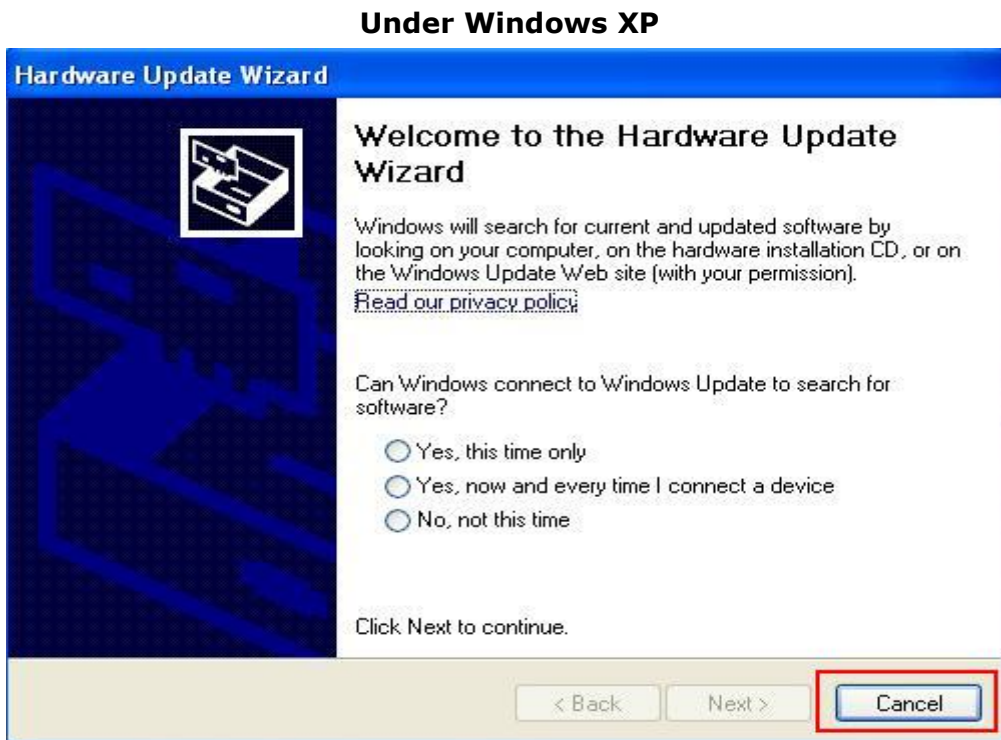 Under Windows XP
Hardware Update Wizard
Welcome to the Hardware Update
Wizard
Windows will search for current and updated software by
looking on your computer, on the hardware installation CD, or on
the Windows Update Web site (with your permission).
Read our privacy policy
Can Windows connect to Windows Update to search for
software?
Yes, this time only
Yes, now and every time I connect a device
No, not this time
Click Next to continue.
< Back Next > Cancel